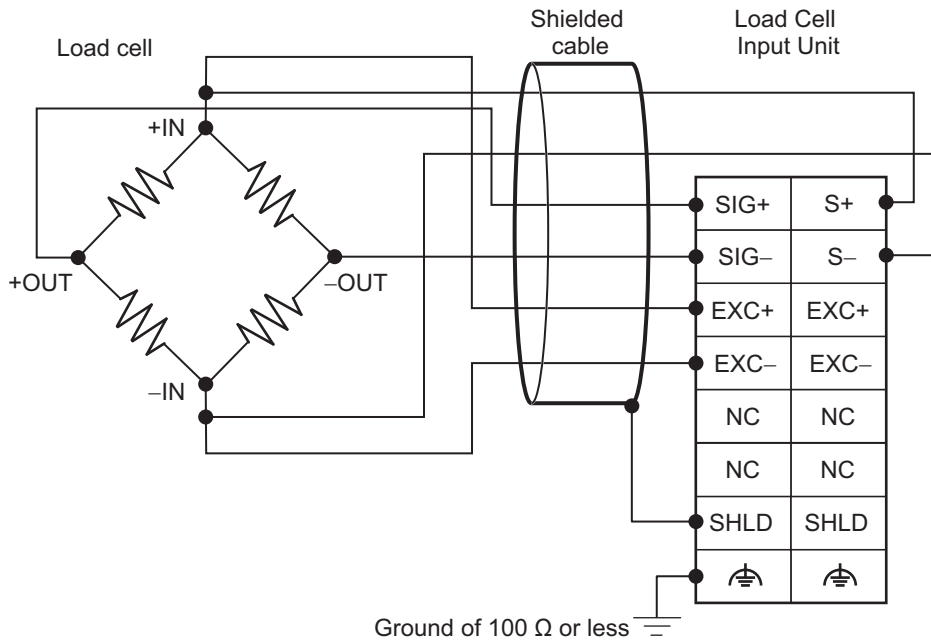 Load cell
Shielded
cable
Load Cell
Input Unit
+IN
+OUT
–OUT
–IN
SIG+ S+
SIG– S–
EXC+ EXC+
EXC– EXC–
NC NC
NC NC
SHLD SHLD
Ground of 100 Ω or less